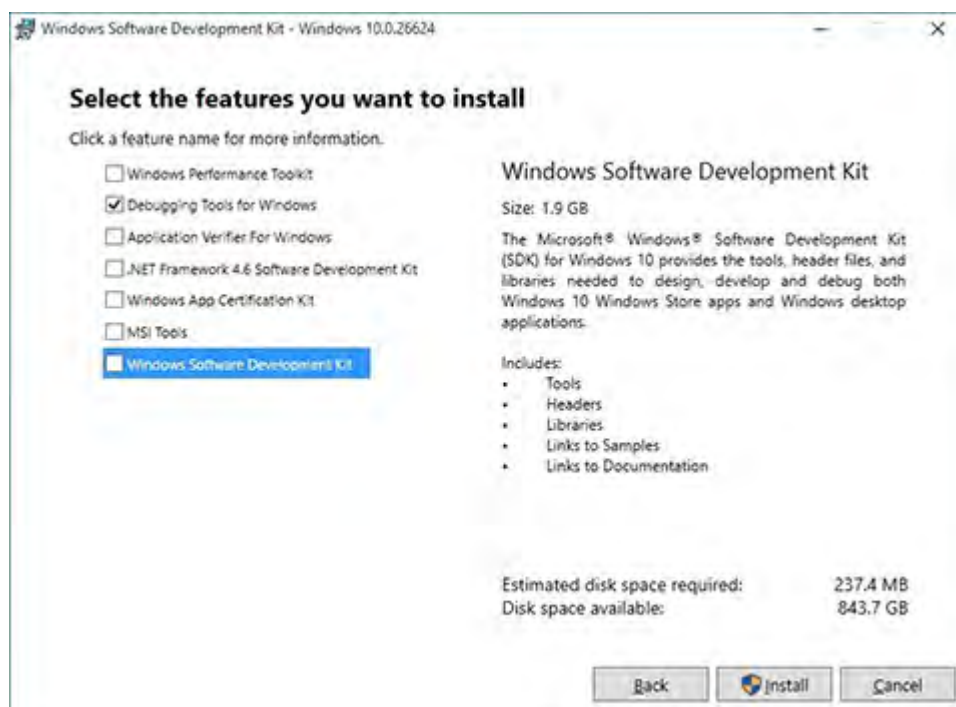 Windows Software Development Kit - Windows 10.0.26624
Select the features you want to install
Click a feature name for more information.
Windows Performance Toolkit
Debugging Tools for Windows
Application Verifier For Windows
.NET Framework 4.6 Software Development Kit
Windows App Certification Kit
MSI Tools
Windows Software Development Kit
Windows Software Development Kit
Size: 1.9 GB
The Microsoft® Windows® Software Development Kit
(SDK) for Windows 10 provides the tools, header files, and
libraries needed to design, develop and debug both
Windows 10 Windows Store apps and Windows desktop
applications.
Includes:
• Tools
• Headers
• Libraries
• Links to Samples
• Links to Documentation
Estimated disk space required: 237.4 MB
Disk space available: 843.7 GB
Back
Install
Cancel